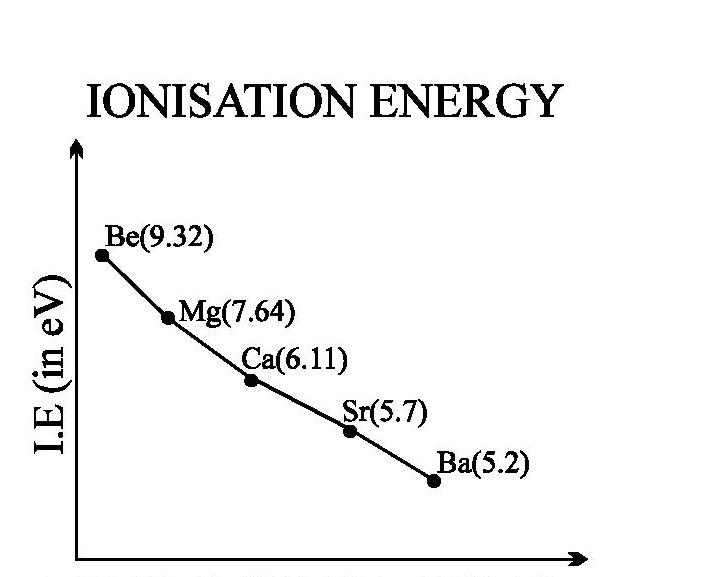 IONISATION ENERGY
Be(9.32)
Mg(7.64)
Ca(6.11)
Sr(5.7)
Ba(5.2)
I.E (in eV)